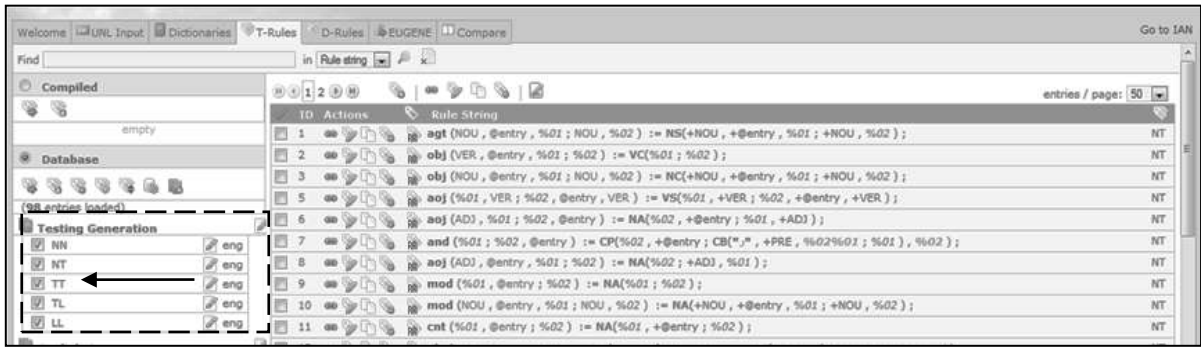 Welcome UNL Input Dictionaries T-Rules D-Rules EUGENE Compare Go to IAN
Find in Rule string
Compiled
empty
Database
(98 entries loaded)
Testing Generation
NN eng
NT eng
TT eng
TL eng
LL eng
1 2 entries / page: 50
ID Actions Rule String
1 agt (NOU , @entry , %01 ; NOU , %02 ) := NS(+NOU , +@entry , %01 ; +NOU , %02 ) ; NT
2 obj (VER , @entry , %01 ; %02 ) := VC(%01 ; %02 ) ; NT
3 obj (NOU , @entry , %01 ; NOU , %02 ) := NC(+NOU , +@entry , %01 ; +NOU , %02 ) ; NT
5 aoj (%01 , VER ; %02 , @entry , VER ) := VS(%01 , +VER ; %02 , +@entry , +VER ) ; NT
6 aoj (ADJ , %01 ; %02 , @entry ) := NA(%02 , +@entry ; %01 , +ADJ ) ; NT
7 and (%01 ; %02 , @entry ) := CP(%02 , +@entry ; CB("," , +PRE , %02%01 ; %01 ) , %02 ) ; NT
8 aoj (ADJ , @entry , %01 ; %02 ) := NA(%02 ; +ADJ , %01 ) ; NT
9 mod (%01 , @entry ; %02 ) := NA(%01 ; %02 ) ; NT
10 mod (NOU , @entry , %01 ; NOU , %02 ) := NA(+NOU , +@entry , %01 ; +NOU , %02 ) ; NT
11 cnt (%01 , @entry ; %02 ) := NA(%01 , +@entry ; %02 ) ; NT